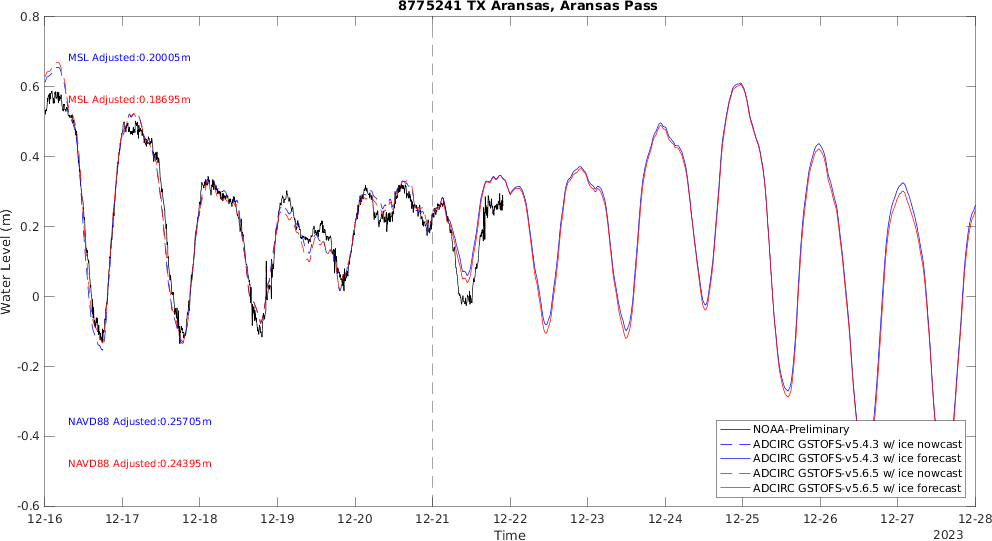 8775241 TX Aransas, Aransas Pass
0.8
0.6
0.4
0.2
0
-0.2
-0.4
-0.6
Water Level (m)
MSL Adjusted:0.20005m
MSL Adjusted:0.18695m
NAVD88 Adjusted:0.25705m
NAVD88 Adjusted:0.24395m
NOAA-Preliminary
ADCIRC GSTOFS-v5.4.3 w/ ice nowcast
ADCIRC GSTOFS-v5.4.3 w/ ice forecast
ADCIRC GSTOFS-v5.6.5 w/ ice nowcast
ADCIRC GSTOFS-v5.6.5 w/ ice forecast
12-16 12-17 12-18 12-19 12-20 12-21 12-22 12-23 12-24 12-25 12-26 12-27 12-28
Time
2023